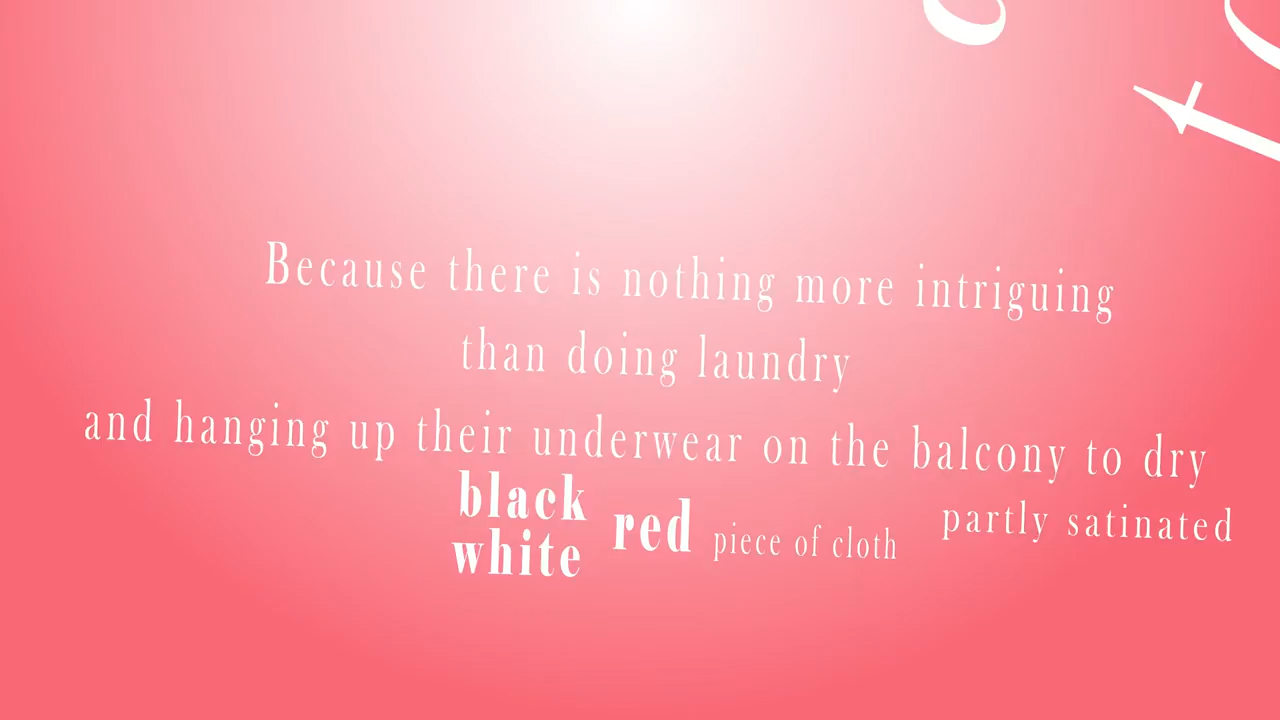 Because there is nothing more intriguing
than doing laundry
and hanging up their underwear on the balcony to dry
black
white
red
piece of cloth
partly satinated